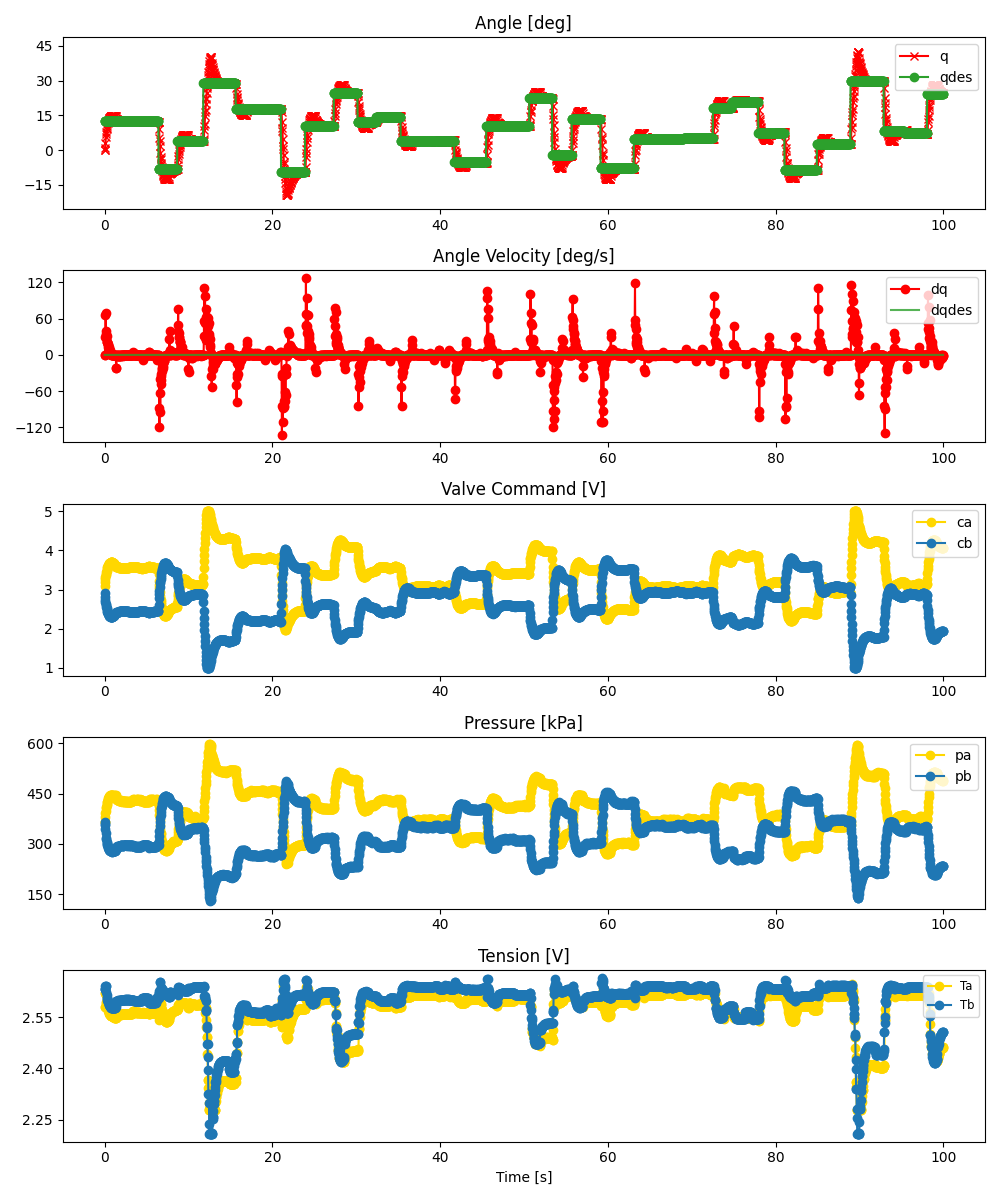 Angle [deg]
45
30
15
0
−15
q
qdes
0 20 40 60 80 100
Angle Velocity [deg/s]
120
60
0
−60
−120
dq
dqdes
0 20 40 60 80 100
Valve Command [V]
5
4
3
2
1
ca
cb
0 20 40 60 80 100
Pressure [kPa]
600
450
300
150
pa
pb
0 20 40 60 80 100
Tension [V]
2.55
2.40
2.25
Ta
Tb
0 20 40 60 80 100
Time [s]